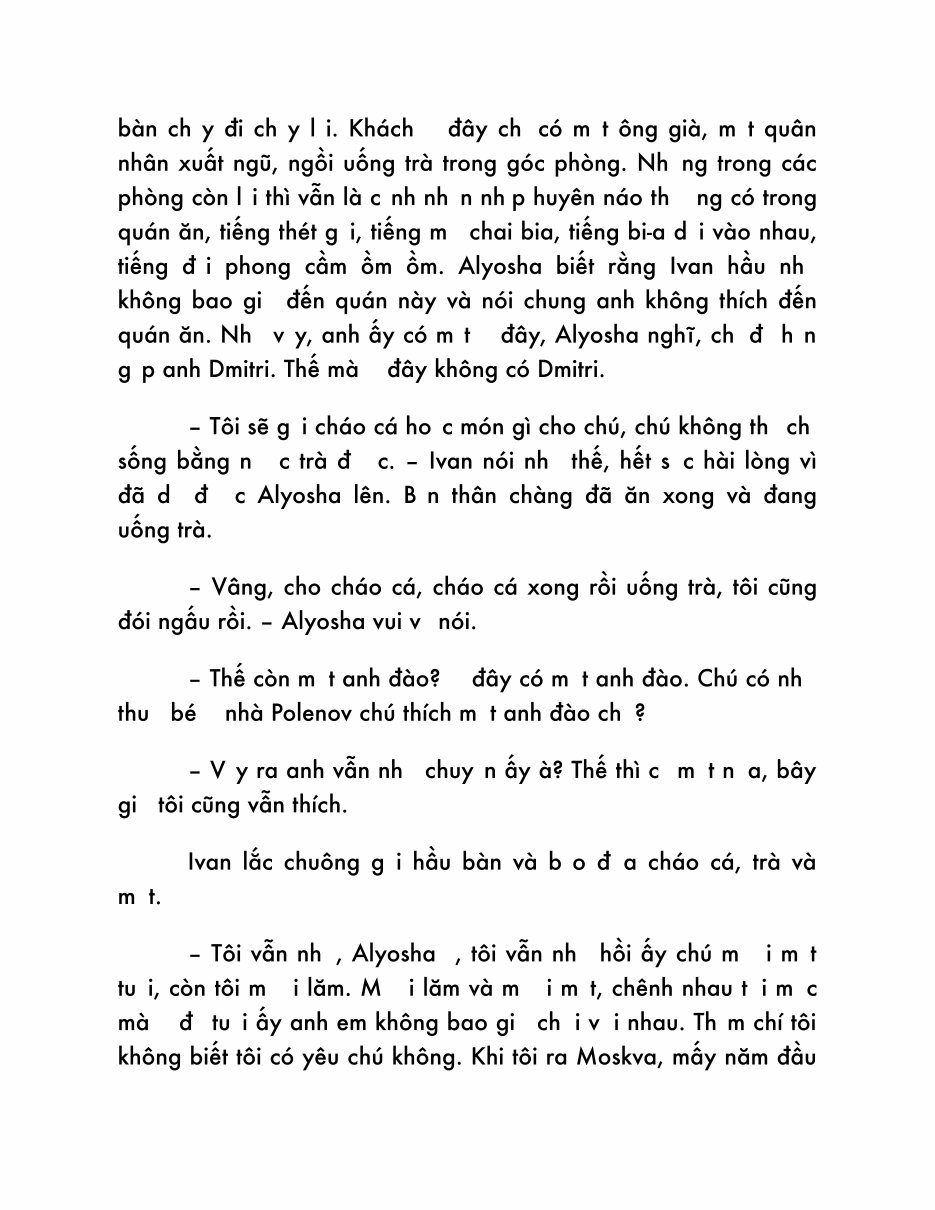 bàn ch y đi ch y l i. Khách đây ch có m t ông già, m t quân
nhân xuất ngũ, ngồi uống trà trong góc phòng. Nh ng trong các
phòng còn l i thì vẫn là c nh nh n nh p huyên náo th ng có trong
quán ăn, tiếng thét g i, tiếng m chai bia, tiếng bi-a d i vào nhau,
tiếng đ i phong cầm ồm ồm. Alyosha biết rằng Ivan hầu nh
không bao gi đến quán này và nói chung anh không thích đến
quán ăn. Nh v y, anh ấy có m t đây, Alyosha nghĩ, ch đ h n
g p anh Dmitri. Thế mà đây không có Dmitri.
– Tôi sẽ g i cháo cá ho c món gì cho chú, chú không th ch
sống bằng n c trà đ c. – Ivan nói nh thế, hết s c hài lòng vì
đã d đ c Alyosha lên. B n thân chàng đã ăn xong và đang
uống trà.
– Vâng, cho cháo cá, cháo cá xong rồi uống trà, tôi cũng
đói ngấu rồi. – Alyosha vui v nói.
– Thế còn m t anh đào? đây có m t anh đào. Chú có nh
thu bé nhà Polenov chú thích m t anh đào ch ?
– V y ra anh vẫn nh chuy n ấy à? Thế thì c m t n a, bây
gi tôi cũng vẫn thích.
Ivan lắc chuông g i hầu bàn và b o đ a cháo cá, trà và
m t.
– Tôi vẫn nh , Alyosha , tôi vẫn nh hồi ấy chú m i m t
tu i, còn tôi m i lăm. M i lăm và m i m t, chênh nhau t i m c
mà đ tu i ấy anh em không bao gi ch i v i nhau. Th m chí tôi
không biết tôi có yêu chú không. Khi tôi ra Moskva, mấy năm đầu